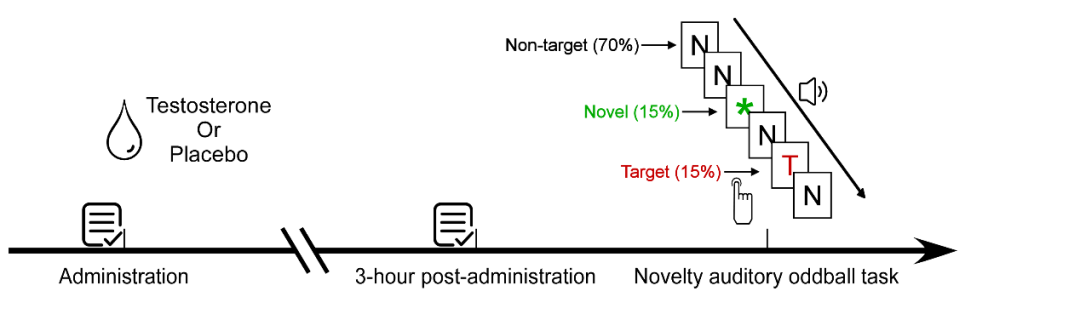 Non-target (70%)
N
N
Novel (15%)
*
N
Target (15%)
T
N
Testosterone
Or
Placebo
Administration
3-hour post-administration
Novelty auditory oddball task